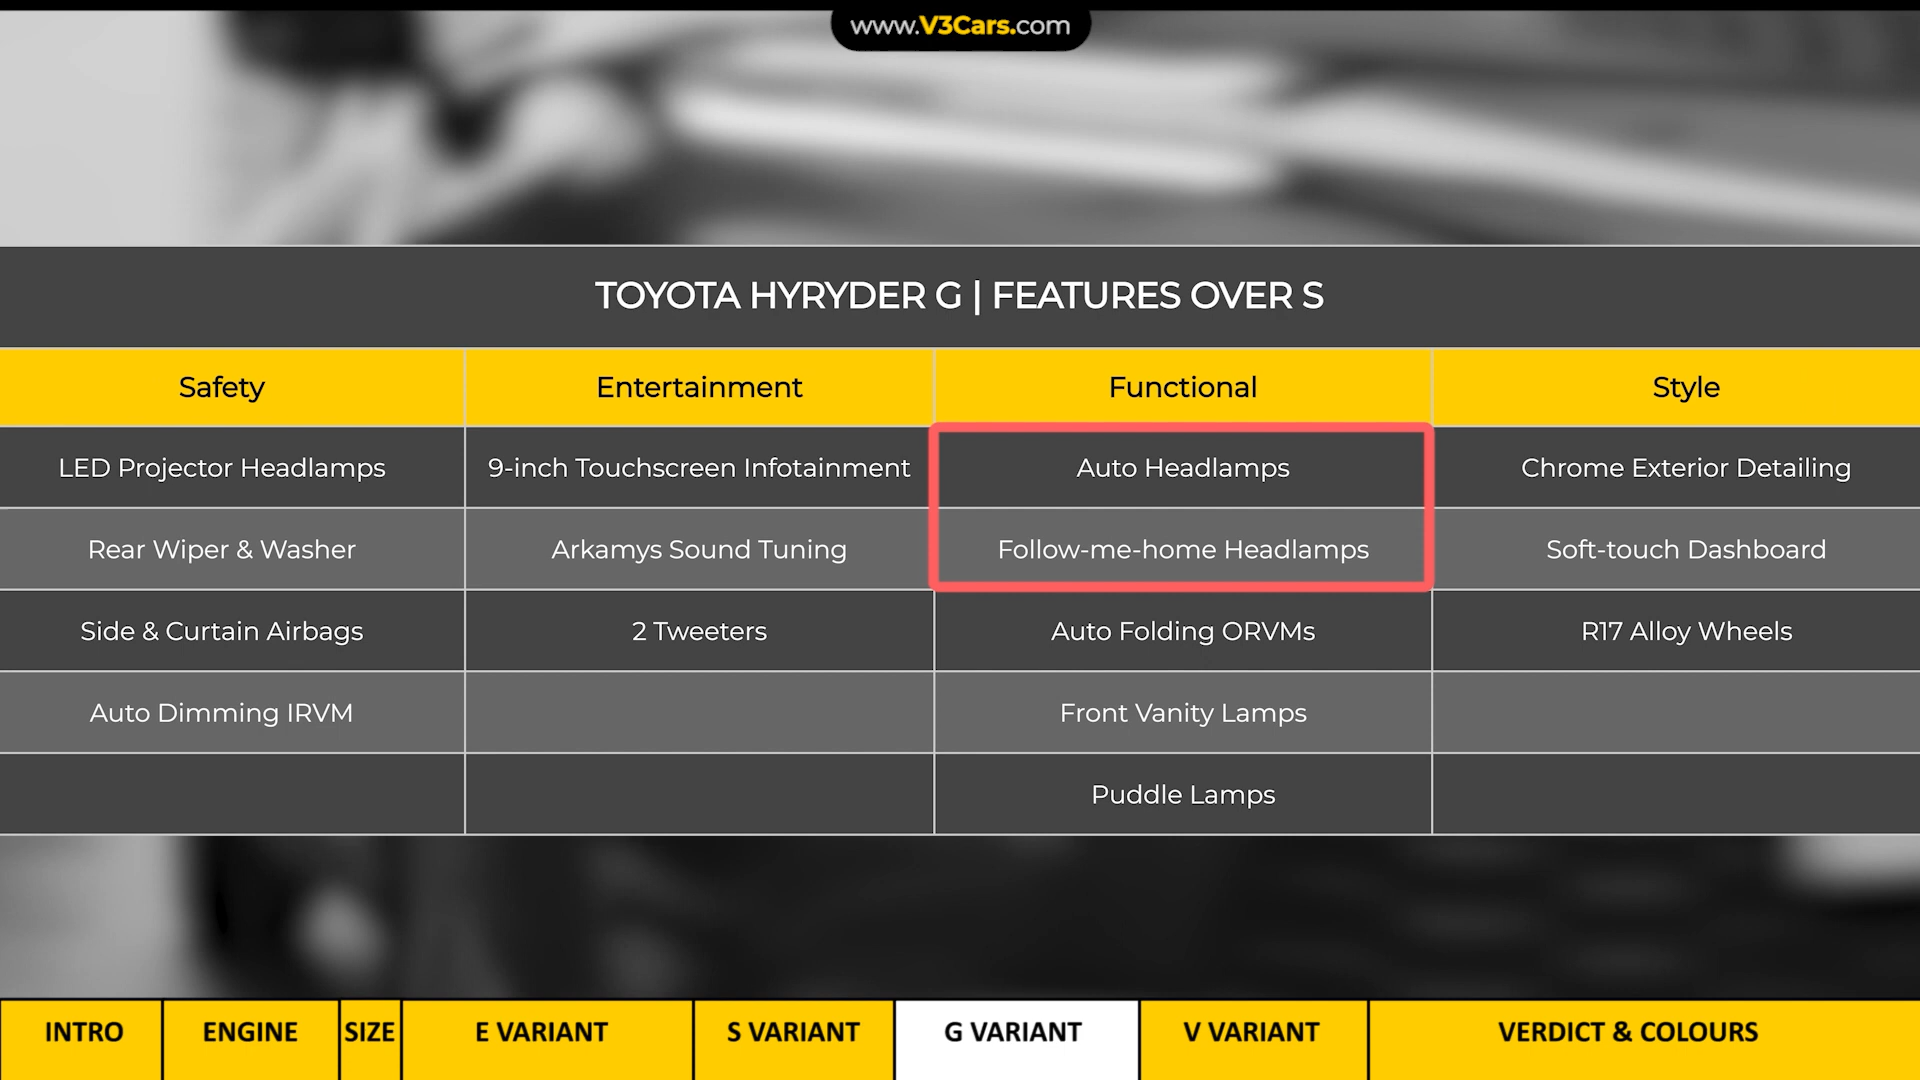 www.V3Cars.com
TOYOTA HYRYDER G | FEATURES OVER S
Safety Entertainment Functional Style
LED Projector Headlamps 9-inch Touchscreen Infotainment Auto Headlamps Chrome Exterior Detailing
Rear Wiper & Washer Arkamys Sound Tuning Follow-me-home Headlamps Soft-touch Dashboard
Side & Curtain Airbags 2 Tweeters Auto Folding ORVMs R17 Alloy Wheels
Auto Dimming IRVM Front Vanity Lamps
Puddle Lamps
INTRO ENGINE SIZE E VARIANT S VARIANT G VARIANT V VARIANT VERDICT & COLOURS